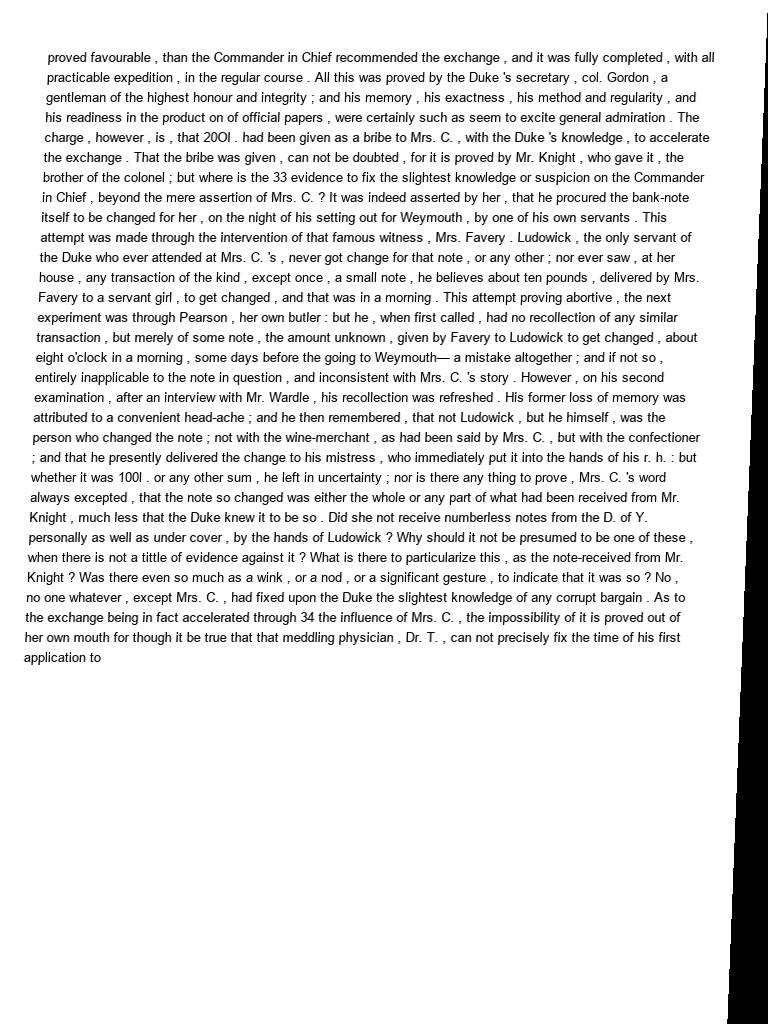 proved favourable , than the Commander in Chief recommended the exchange , and it was fully completed , with all
practicable expedition , in the regular course . All this was proved by the Duke 's secretary , col. Gordon , a
gentleman of the highest honour and integrity ; and his memory , his exactness , his method and regularity , and
his readiness in the product on of official papers , were certainly such as seem to excite general admiration . The
charge , however , is , that 20OI . had been given as a bribe to Mrs. C. , with the Duke 's knowledge , to accelerate
the exchange . That the bribe was given , can not be doubted , for it is proved by Mr. Knight , who gave it , the
brother of the colonel ; but where is the 33 evidence to fix the slightest knowledge or suspicion on the Commander
in Chief , beyond the mere assertion of Mrs. C. ? It was indeed asserted by her , that he procured the bank-note
itself to be changed for her , on the night of his setting out for Weymouth , by one of his own servants . This
attempt was made through the intervention of that famous witness , Mrs. Favery . Ludowick , the only servant of
the Duke who ever attended at Mrs. C. 's , never got change for that note , or any other ; nor ever saw , at her
house , any transaction of the kind , except once , a small note , he believes about ten pounds , delivered by Mrs.
Favery to a servant girl , to get changed , and that was in a morning . This attempt proving abortive , the next
experiment was through Pearson , her own butler : but he , when first called , had no recollection of any similar
transaction , but merely of some note , the amount unknown , given by Favery to Ludowick to get changed , about
eight o'clock in a morning , some days before the going to Weymouth— a mistake altogether ; and if not so ,
entirely inapplicable to the note in question , and inconsistent with Mrs. C. 's story . However , on his second
examination , after an interview with Mr. Wardle , his recollection was refreshed . His former loss of memory was
attributed to a convenient head-ache ; and he then remembered , that not Ludowick , but he himself , was the
person who changed the note ; not with the wine-merchant , as had been said by Mrs. C. , but with the confectioner
; and that he presently delivered the change to his mistress , who immediately put it into the hands of his r. h. : but
whether it was 100l . or any other sum , he left in uncertainty ; nor is there any thing to prove , Mrs. C. 's word
always excepted , that the note so changed was either the whole or any part of what had been received from Mr.
Knight , much less that the Duke knew it to be so . Did she not receive numberless notes from the D. of Y.
personally as well as under cover , by the hands of Ludowick ? Why should it not be presumed to be one of these ,
when there is not a tittle of evidence against it ? What is there to particularize this , as the note-received from Mr.
Knight ? Was there even so much as a wink , or a nod , or a significant gesture , to indicate that it was so ? No ,
no one whatever , except Mrs. C. , had fixed upon the Duke the slightest knowledge of any corrupt bargain . As to
the exchange being in fact accelerated through 34 the influence of Mrs. C. , the impossibility of it is proved out of
her own mouth for though it be true that that meddling physician , Dr. T. , can not precisely fix the time of his first
application to